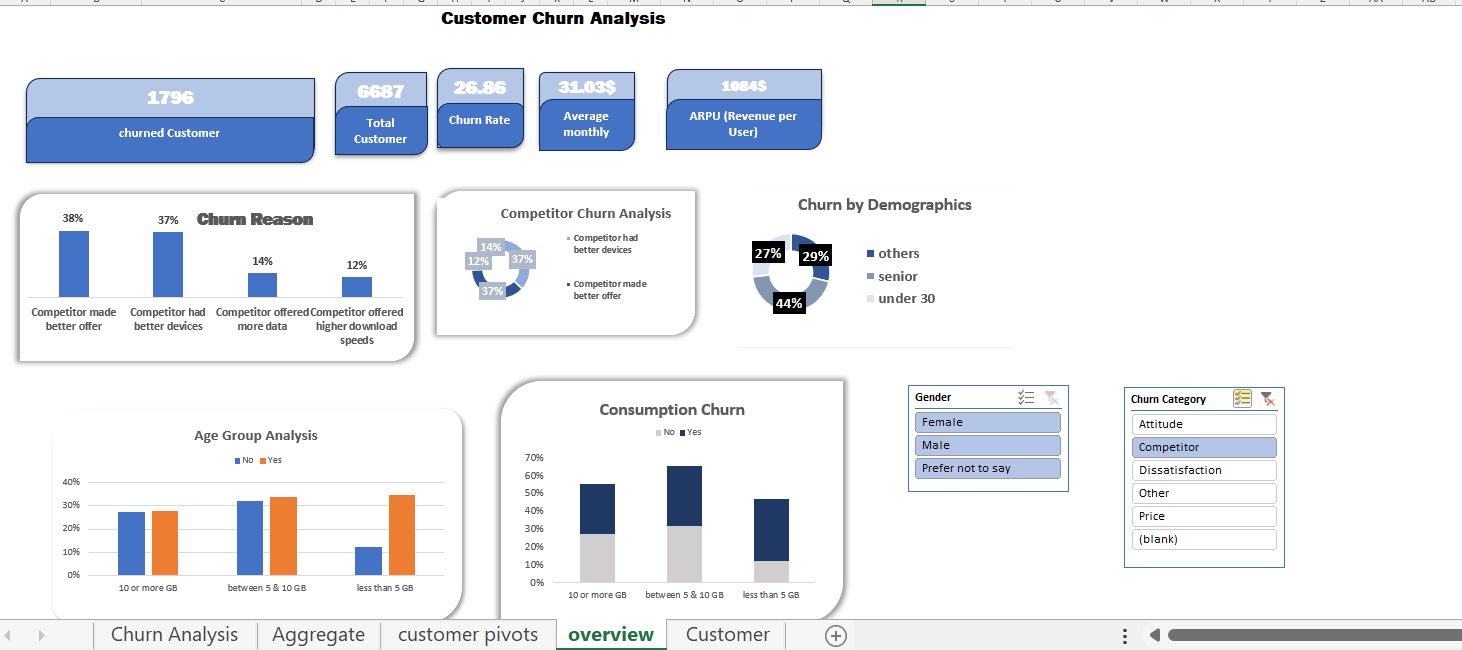 Customer Churn Analysis
1796
churned Customer
6687
Total
Customer
26.86
Churn Rate
31.03$
Average
monthly
1084$
ARPU (Revenue per
User)
Churn Reason
38%
37%
14%
12%
Competitor made
better offer
Competitor had
better devices
Competitor offered
more data
Competitor offered
higher download
speeds
Competitor Churn Analysis
14%
12%
37%
37%
Competitor had
better devices
Competitor made
better offer
Churn by Demographics
27%
29%
44%
others
senior
under 30
Age Group Analysis
No Yes
40%
30%
20%
10%
0%
10 or more GB
between 5 & 10 GB
less than 5 GB
Consumption Churn
No Yes
70%
60%
50%
40%
30%
20%
10%
0%
10 or more GB
between 5 & 10 GB
less than 5 GB
Gender
Female
Male
Prefer not to say
Churn Category
Attitude
Competitor
Dissatisfaction
Other
Price
(blank)
Churn Analysis
Aggregate
customer pivots
overview
Customer